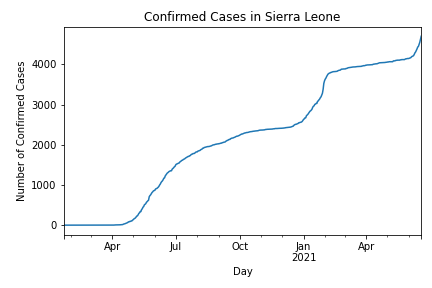 Confirmed Cases in Sierra Leone
Number of Confirmed Cases
4000
3000
2000
1000
0
Apr Jul Oct Jan Apr
2021
Day